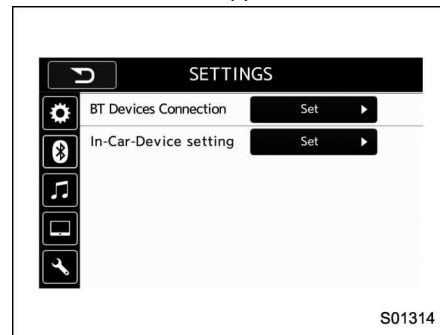 SETTINGS
BT Devices Connection Set
In-Car-Device setting Set
S01314